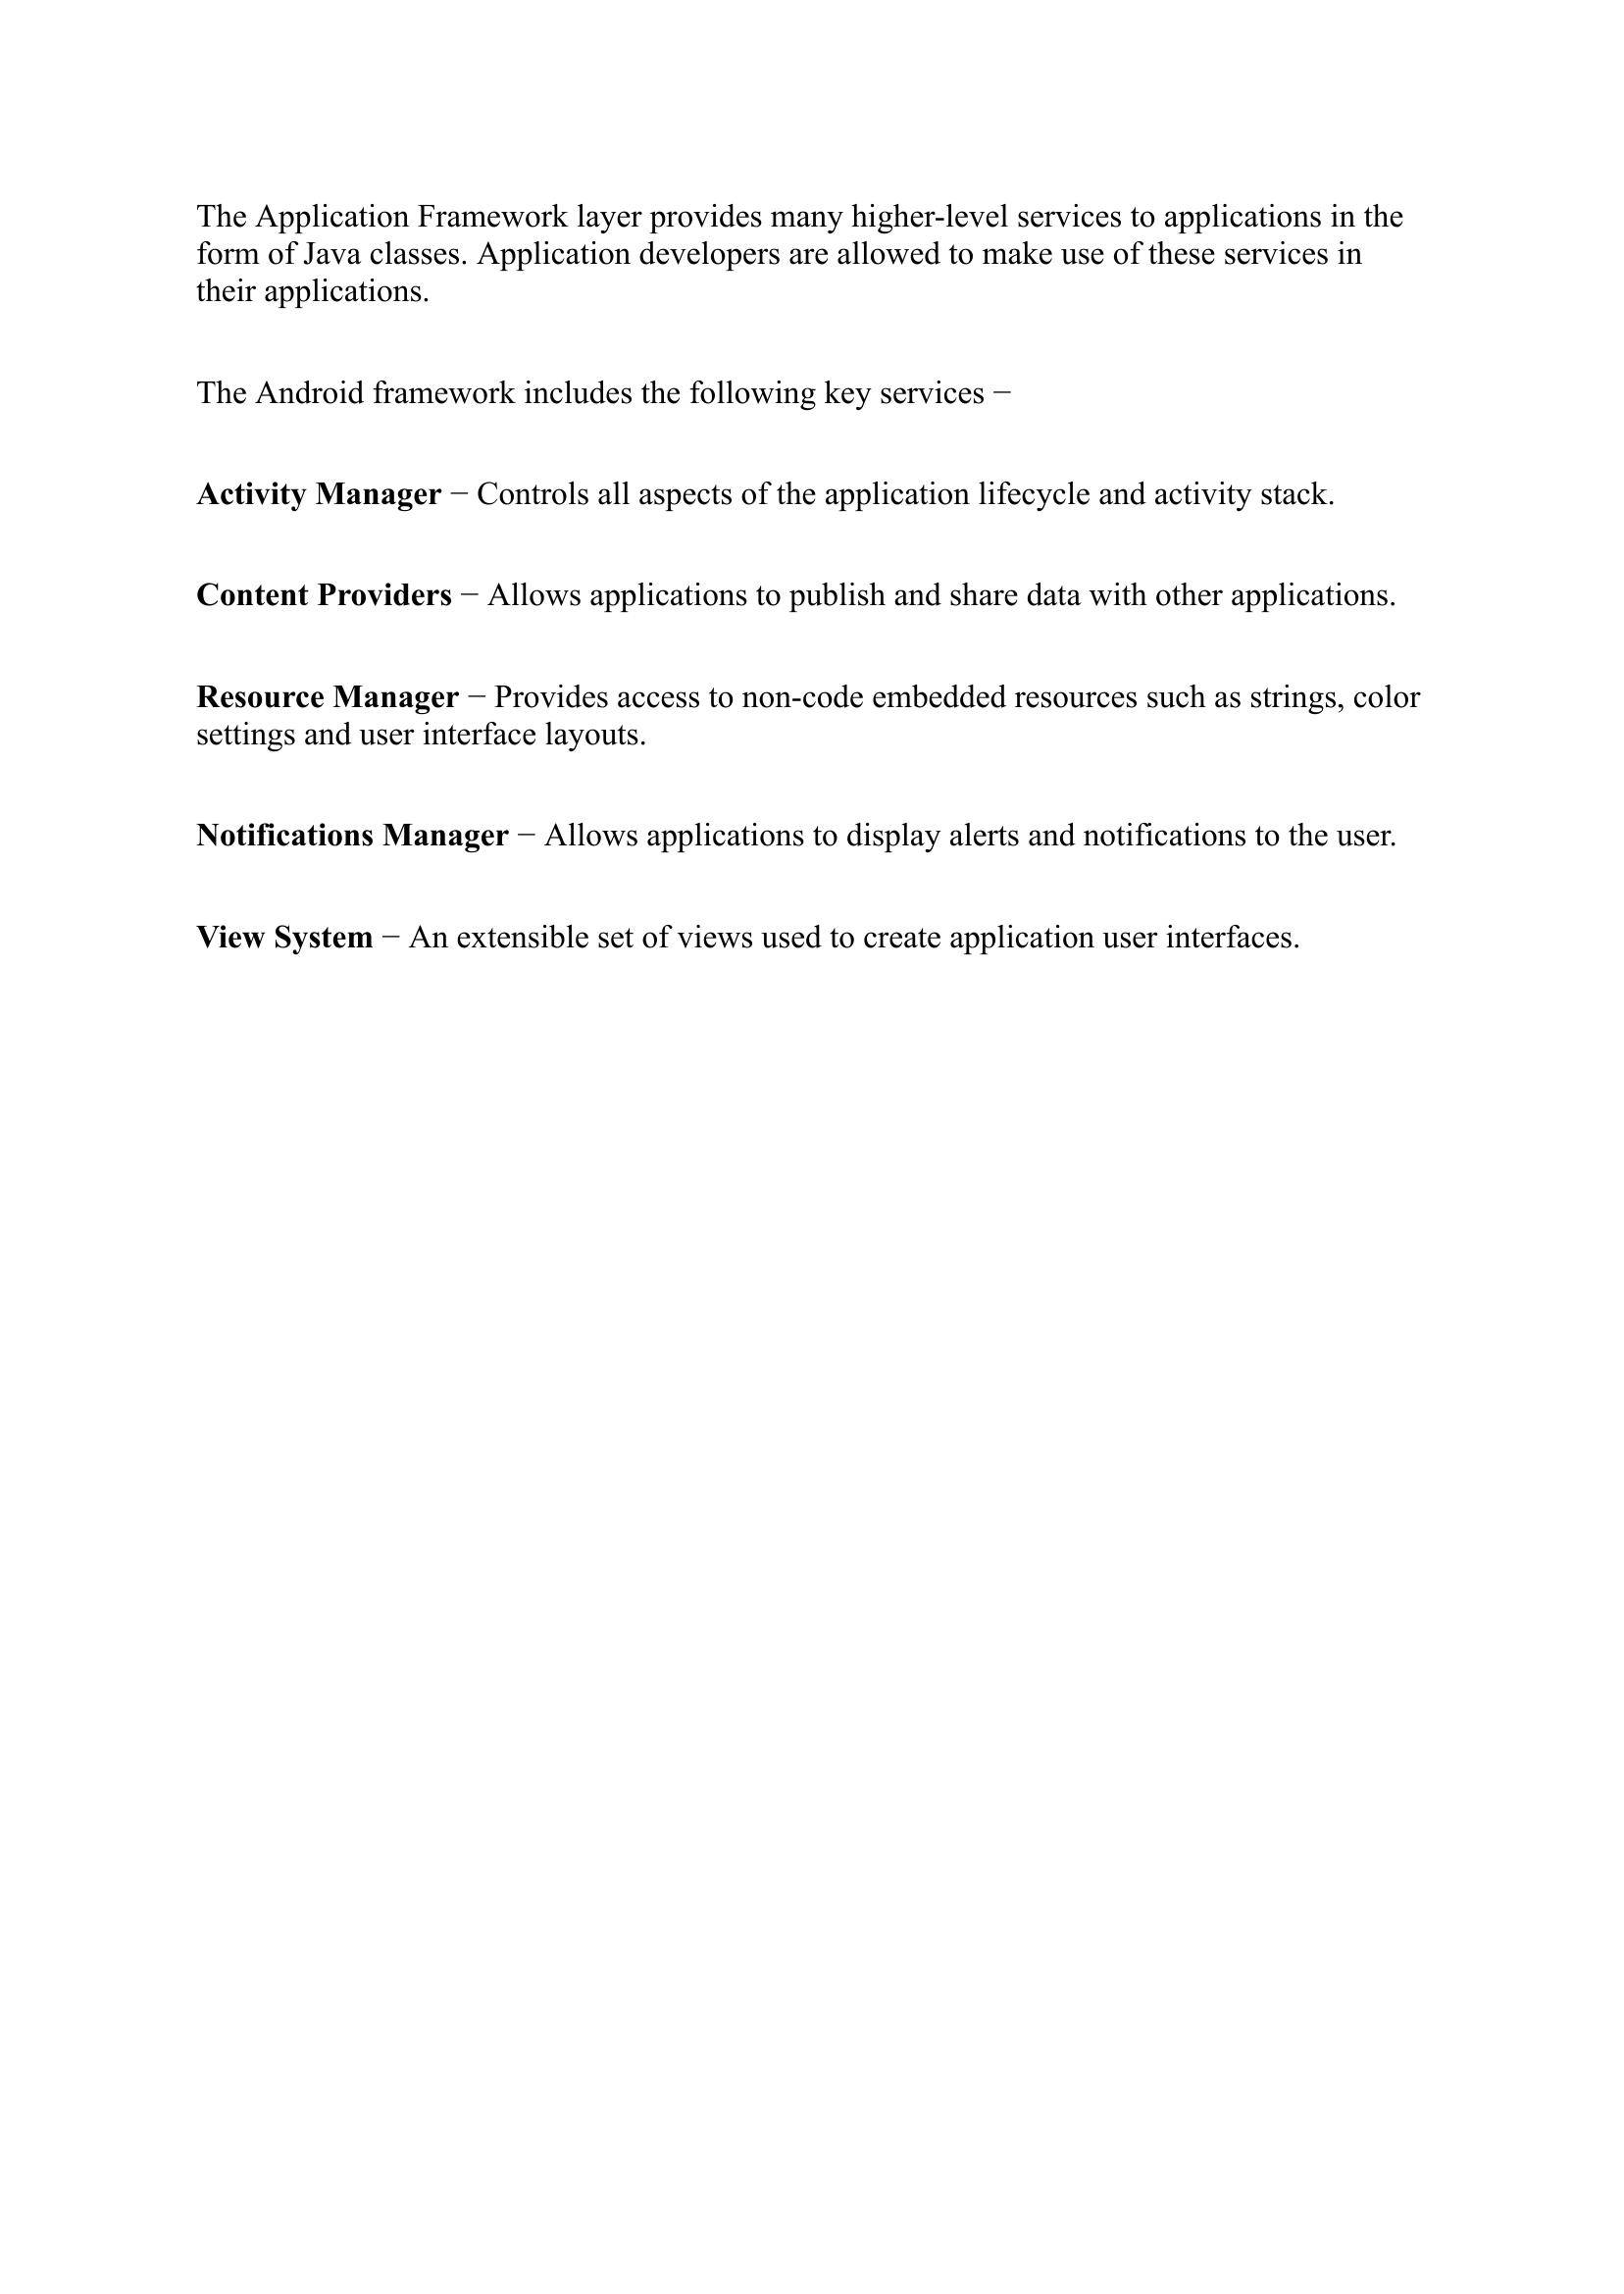 The Application Framework layer provides many higher-level services to applications in the
form of Java classes. Application developers are allowed to make use of these services in
their applications.
The Android framework includes the following key services −
Activity Manager − Controls all aspects of the application lifecycle and activity stack.
Content Providers − Allows applications to publish and share data with other applications.
Resource Manager − Provides access to non-code embedded resources such as strings, color
settings and user interface layouts.
Notifications Manager − Allows applications to display alerts and notifications to the user.
View System − An extensible set of views used to create application user interfaces.